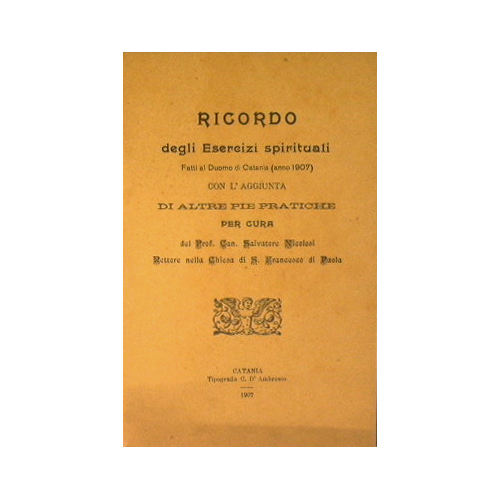 RICORDO
degli Esercizi spirituali
Fatti al Duomo di Catania (anno 1907)
CON L'AGGIUNTA
DI ALTRE PIE PRATICHE
PER CURA
del Prof. Can. Salvatore Nicolosi
Rettore nella Chiesa di S. Francesco di Paola
CATANIA
Tipografia C. D' Ambrosio
1907